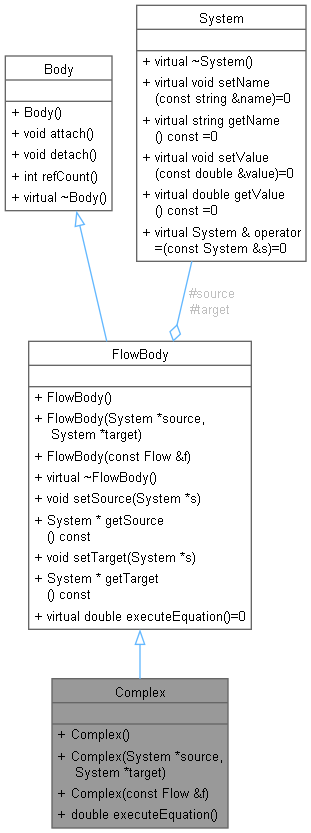 System
+ virtual ~System()
+ virtual void setName
(const string &name)=0
+ virtual string getName
() const =0
+ virtual void setValue
(const double &value)=0
+ virtual double getValue
() const =0
+ virtual System & operator
=(const System &s)=0
Body
+ Body()
+ void attach()
+ void detach()
+ int refCount()
+ virtual ~Body()
#source
#target
FlowBody
+ FlowBody()
+ FlowBody(System *source,
System *target)
+ FlowBody(const Flow &f)
+ virtual ~FlowBody()
+ void setSource(System *s)
+ System * getSource
() const
+ void setTarget(System *s)
+ System * getTarget
() const
+ virtual double executeEquation()=0
Complex
+ Complex()
+ Complex(System *source,
System *target)
+ Complex(const Flow &f)
+ double executeEquation()